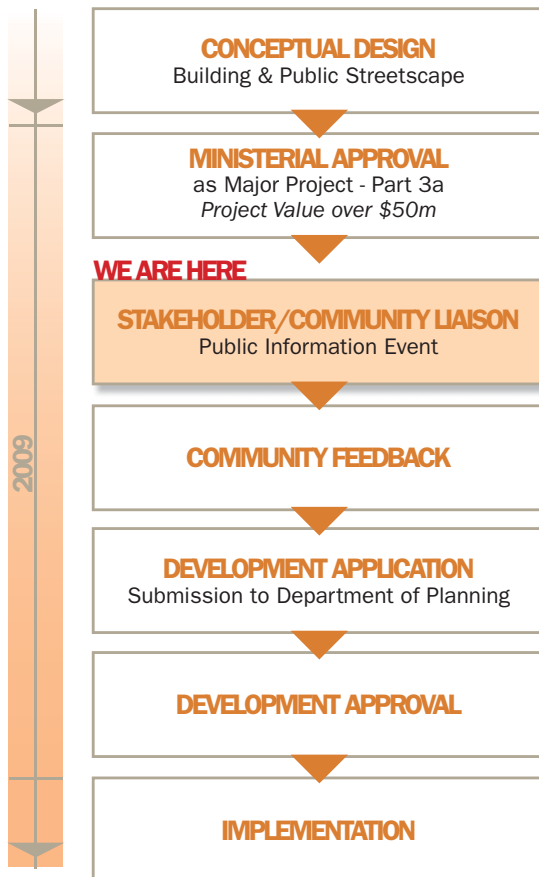 CONCEPTUAL DESIGN
Building & Public Streetscape
MINISTERIAL APPROVAL
as Major Project - Part 3a
Project Value over $50m
WE ARE HERE
STAKEHOLDER/COMMUNITY LIAISON
Public Information Event
2009
COMMUNITY FEEDBACK
DEVELOPMENT APPLICATION
Submission to Department of Planning
DEVELOPMENT APPROVAL
IMPLEMENTATION